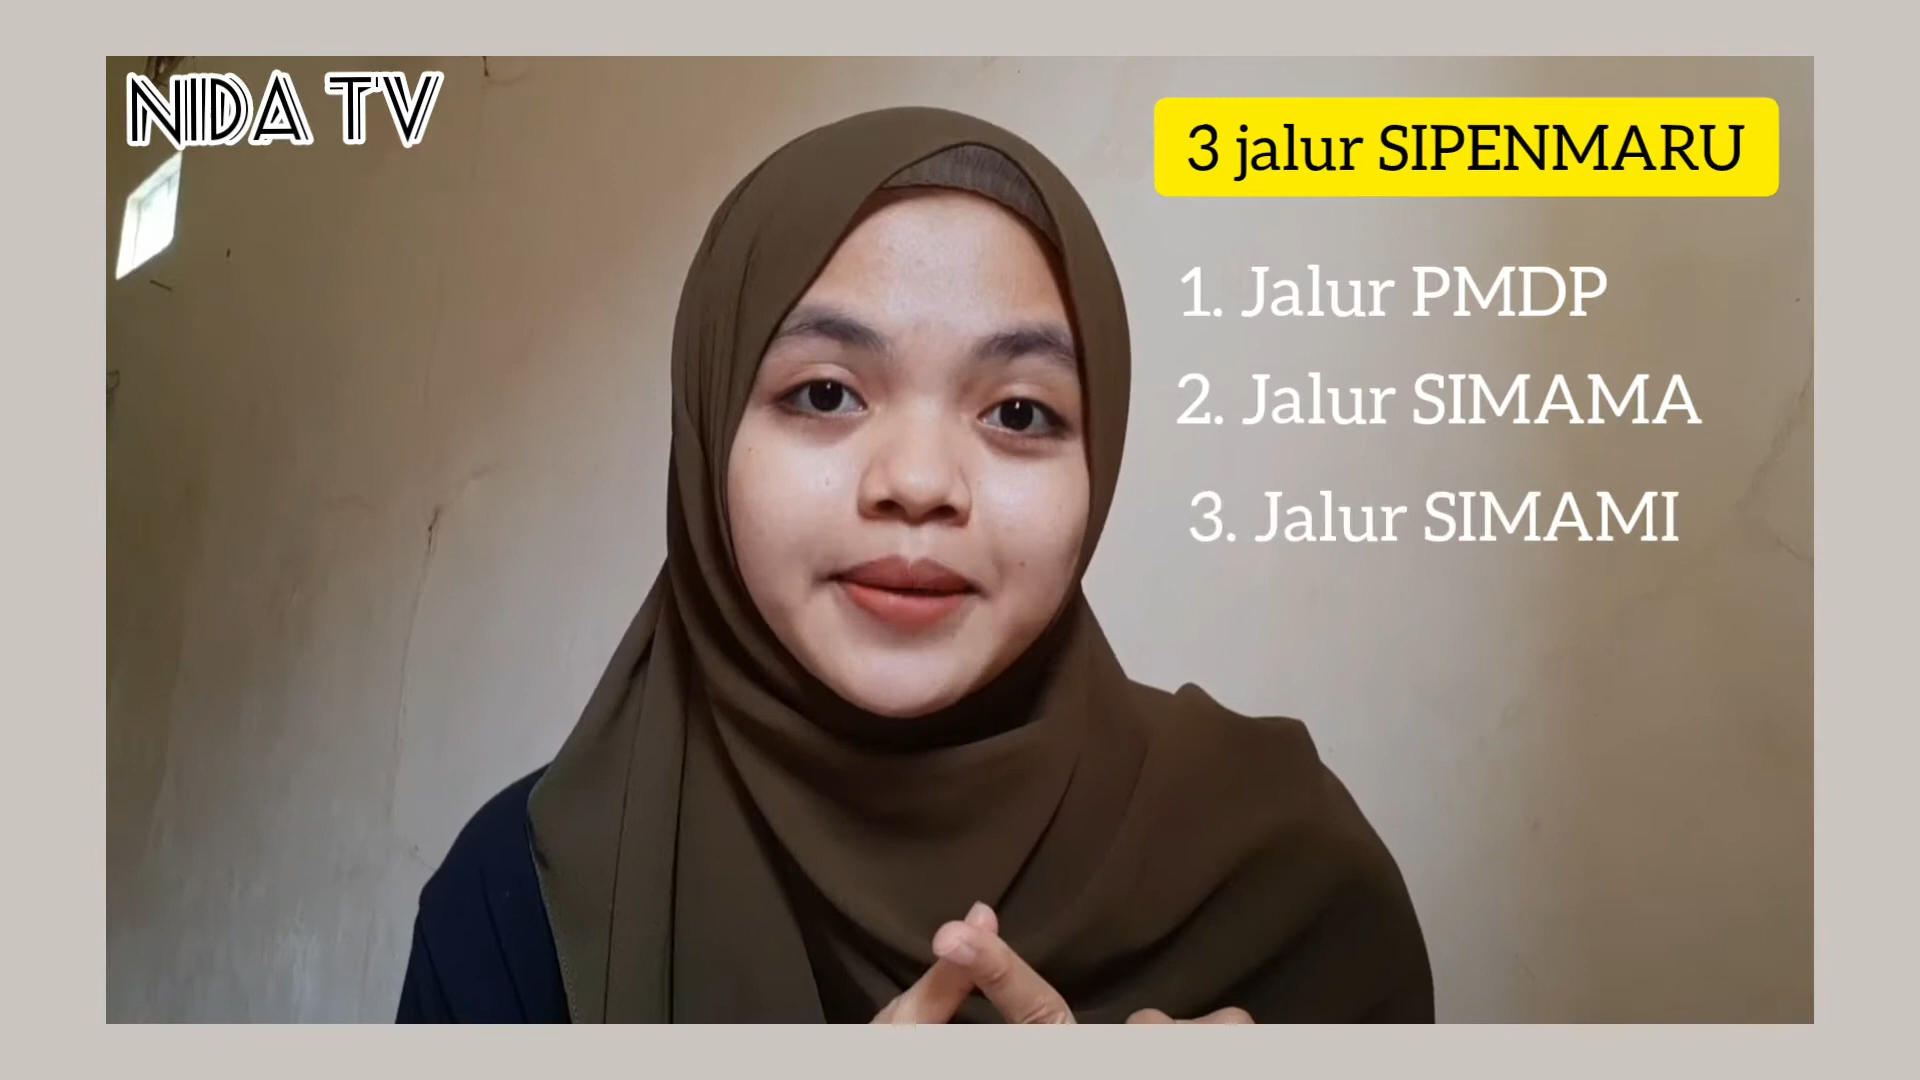 NIDA TV
3 jalur SIPENMARU
1. Jalur PMDP
2. Jalur SIMAMA
3. Jalur SIMAMI